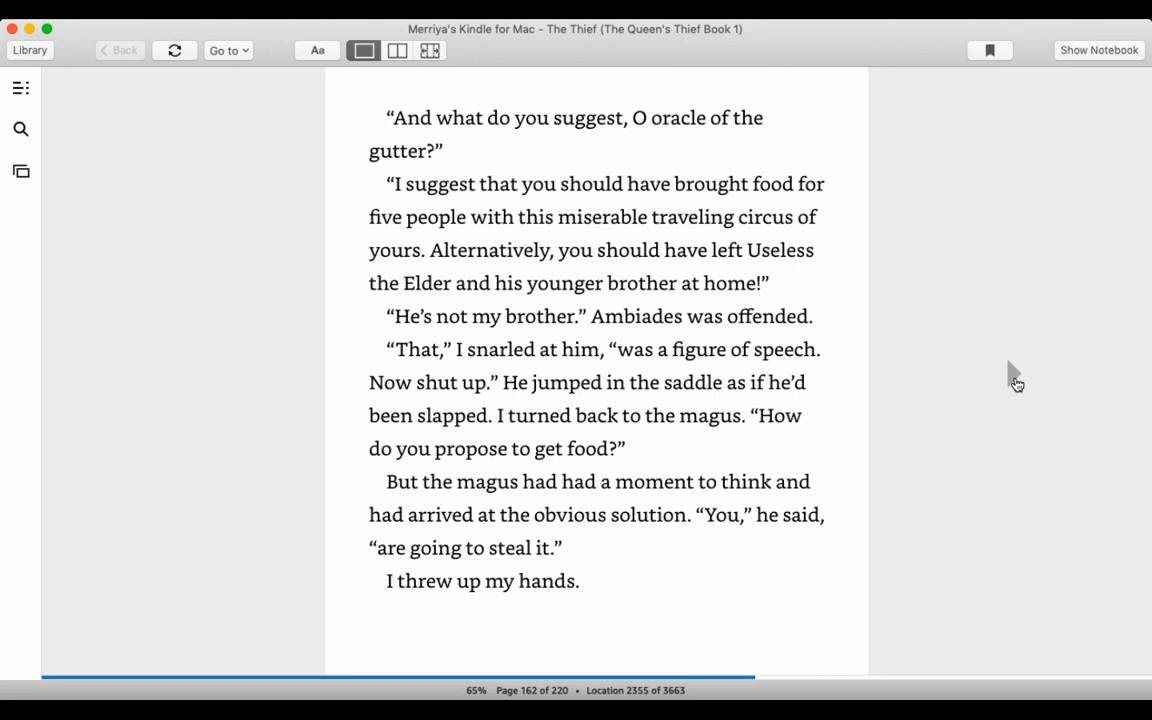 Merriya's Kindle for Mac - The Thief (The Queen's Thief Book 1)
Library
Back
Go to
Aa
Show Notebook
“And what do you suggest, O oracle of the
gutter?”
“I suggest that you should have brought food for
five people with this miserable traveling circus of
yours. Alternatively, you should have left Useless
the Elder and his younger brother at home!”
“He’s not my brother.” Ambiades was offended.
“That,” I snarled at him, “was a figure of speech.
Now shut up.” He jumped in the saddle as if he’d
been slapped. I turned back to the magus. “How
do you propose to get food?”
But the magus had had a moment to think and
had arrived at the obvious solution. “You,” he said,
“are going to steal it.”
I threw up my hands.
65% Page 162 of 220 • Location 2355 of 3663